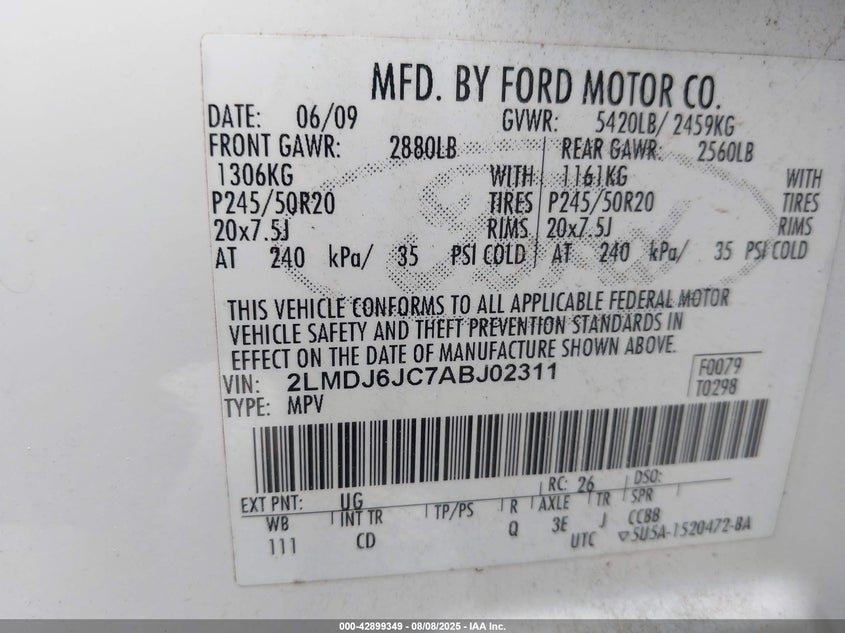 MFD. BY FORD MOTOR CO.
DATE: 06/09 GVWR: 5420LB/ 2459KG
FRONT GAWR: 2880LB REAR GAWR: 2560LB
1306KG WITH 1161KG WITH
P245/50R20 TIRES P245/50R20 TIRES
20x7.5J RIMS 20x7.5J RIMS
AT 240 kPa/ 35 PSI COLD AT 240 kPa/ 35 PSI COLD
THIS VEHICLE CONFORMS TO ALL APPLICABLE FEDERAL MOTOR
VEHICLE SAFETY AND THEFT PREVENTION STANDARDS IN
EFFECT ON THE DATE OF MANUFACTURE SHOWN ABOVE.
VIN: 2LMDJ6JC7ABJ02311 F0079
TYPE: MPV T0298
EXT PNT: UG RC: 26 DSO:
WB INT TR TP/PS R AXLE TR SPR
111 CD Q 3E J CCBB
UTC ▽5U5A-1520472-BA
000-42899349 | 08/08/2025 | IAA Inc.